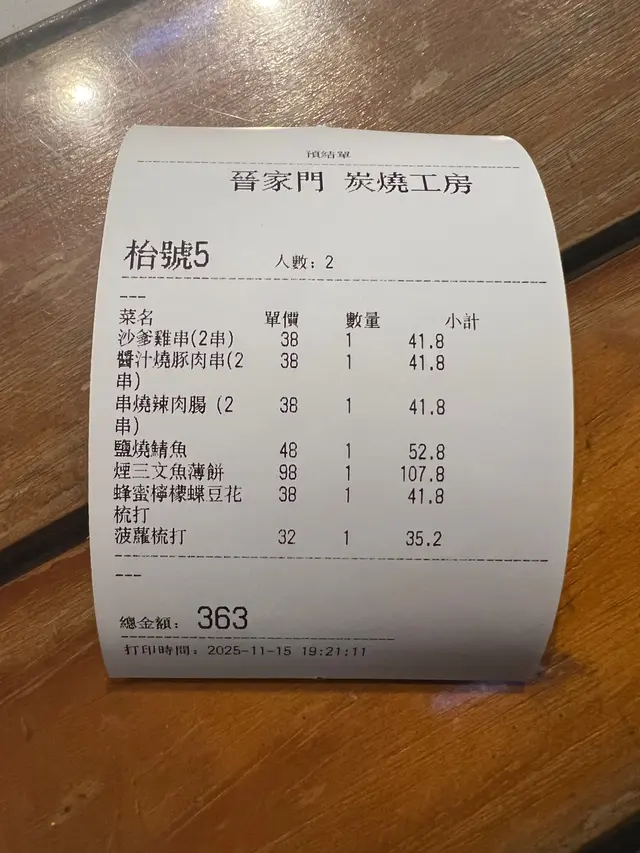 預結單
晉家門 炭燒工房
枱號5 人數: 2
---
菜名 單價 數量 小計
沙爹雞串(2串) 38 1 41.8
醬汁燒豚肉串(2 38 1 41.8
串)
串燒辣肉腸 (2 38 1 41.8
串)
鹽燒鯖魚 48 1 52.8
煙三文魚薄餅 98 1 107.8
蜂蜜檸檬蝶豆花 38 1 41.8
梳打
菠蘿梳打 32 1 35.2
---
總金額: 363
打印時間: 2025-11-15 19:21:11